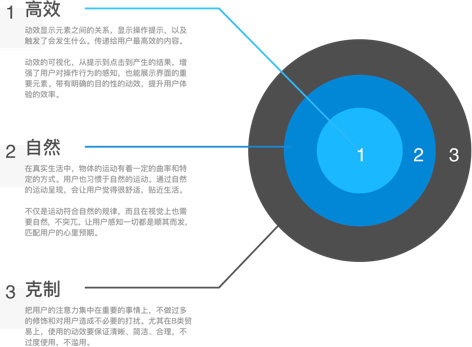 1 高效
动效显示元素之间的关系，显示操作提示，以及
触发了会发生什么。传递给用户最高效的内容。
动效的可视化，从提示到点击到产生的结果，增
强了用户对操作行为的感知，也能展示界面的重
要元素。带有明确的目的性的动效，提升用户体
验的效率。
2 自然
在真实生活中，物体的运动有着一定的曲率和特
定的方式。用户也习惯于自然的运动。通过自然
的运动呈现，会让用户觉得很舒适，贴近生活。
不仅是运动符合自然的规律，而且在视觉上也需
要自然，不突兀。让用户感知一切都是顺其而发，
匹配用户的心里预期。
3 克制
把用户的注意力集中在重要的事情上，不做过多
的修饰和对用户造成不必要的打扰。尤其在B类贸
易上，使用的动效要保证清晰、简洁、合理，不
过度使用，不滥用。
1 2 3